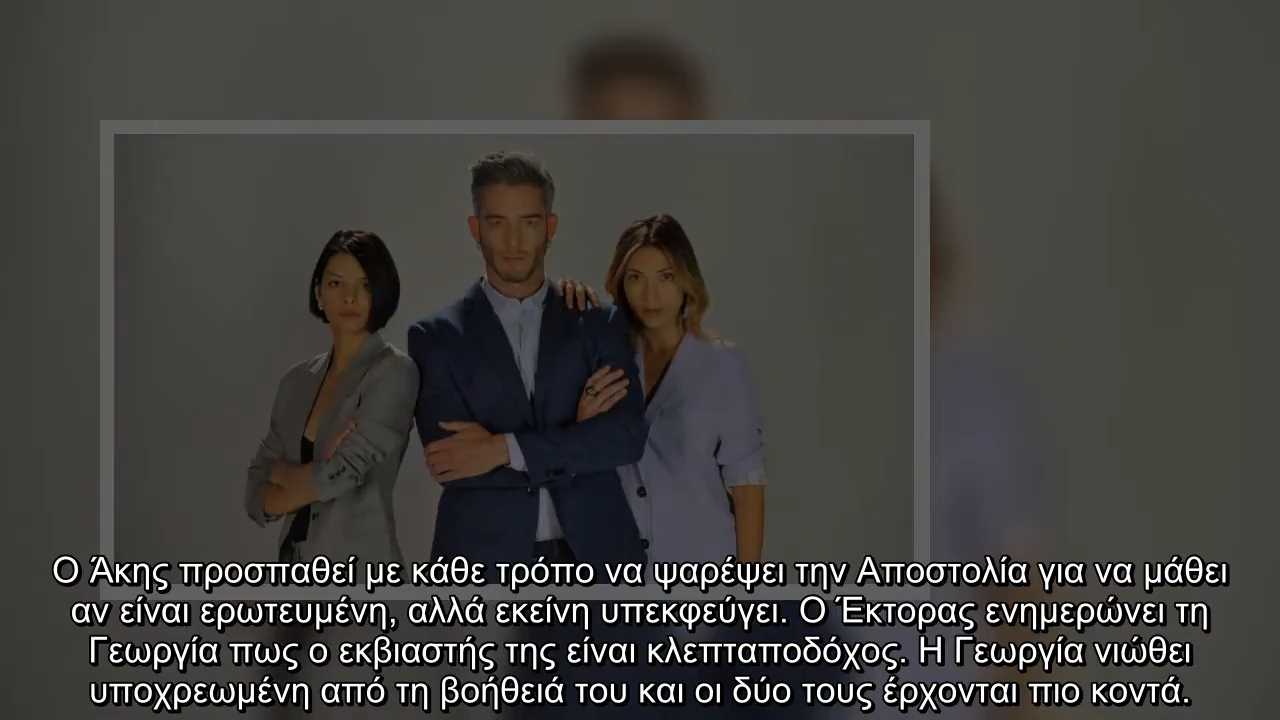 Ο Άκης προσπαθεί με κάθε τρόπο να ψαρέψει την Αποστολία για να μάθει
αν είναι ερωτευμένη, αλλά εκείνη υπεκφεύγει. Ο Έκτορας ενημερώνει τη
Γεωργία πως ο εκβιαστής της είναι κλεπταποδόχος. Η Γεωργία νιώθει
υποχρεωμένη από τη βοήθειά του και οι δύο τους έρχονται πιο κοντά.